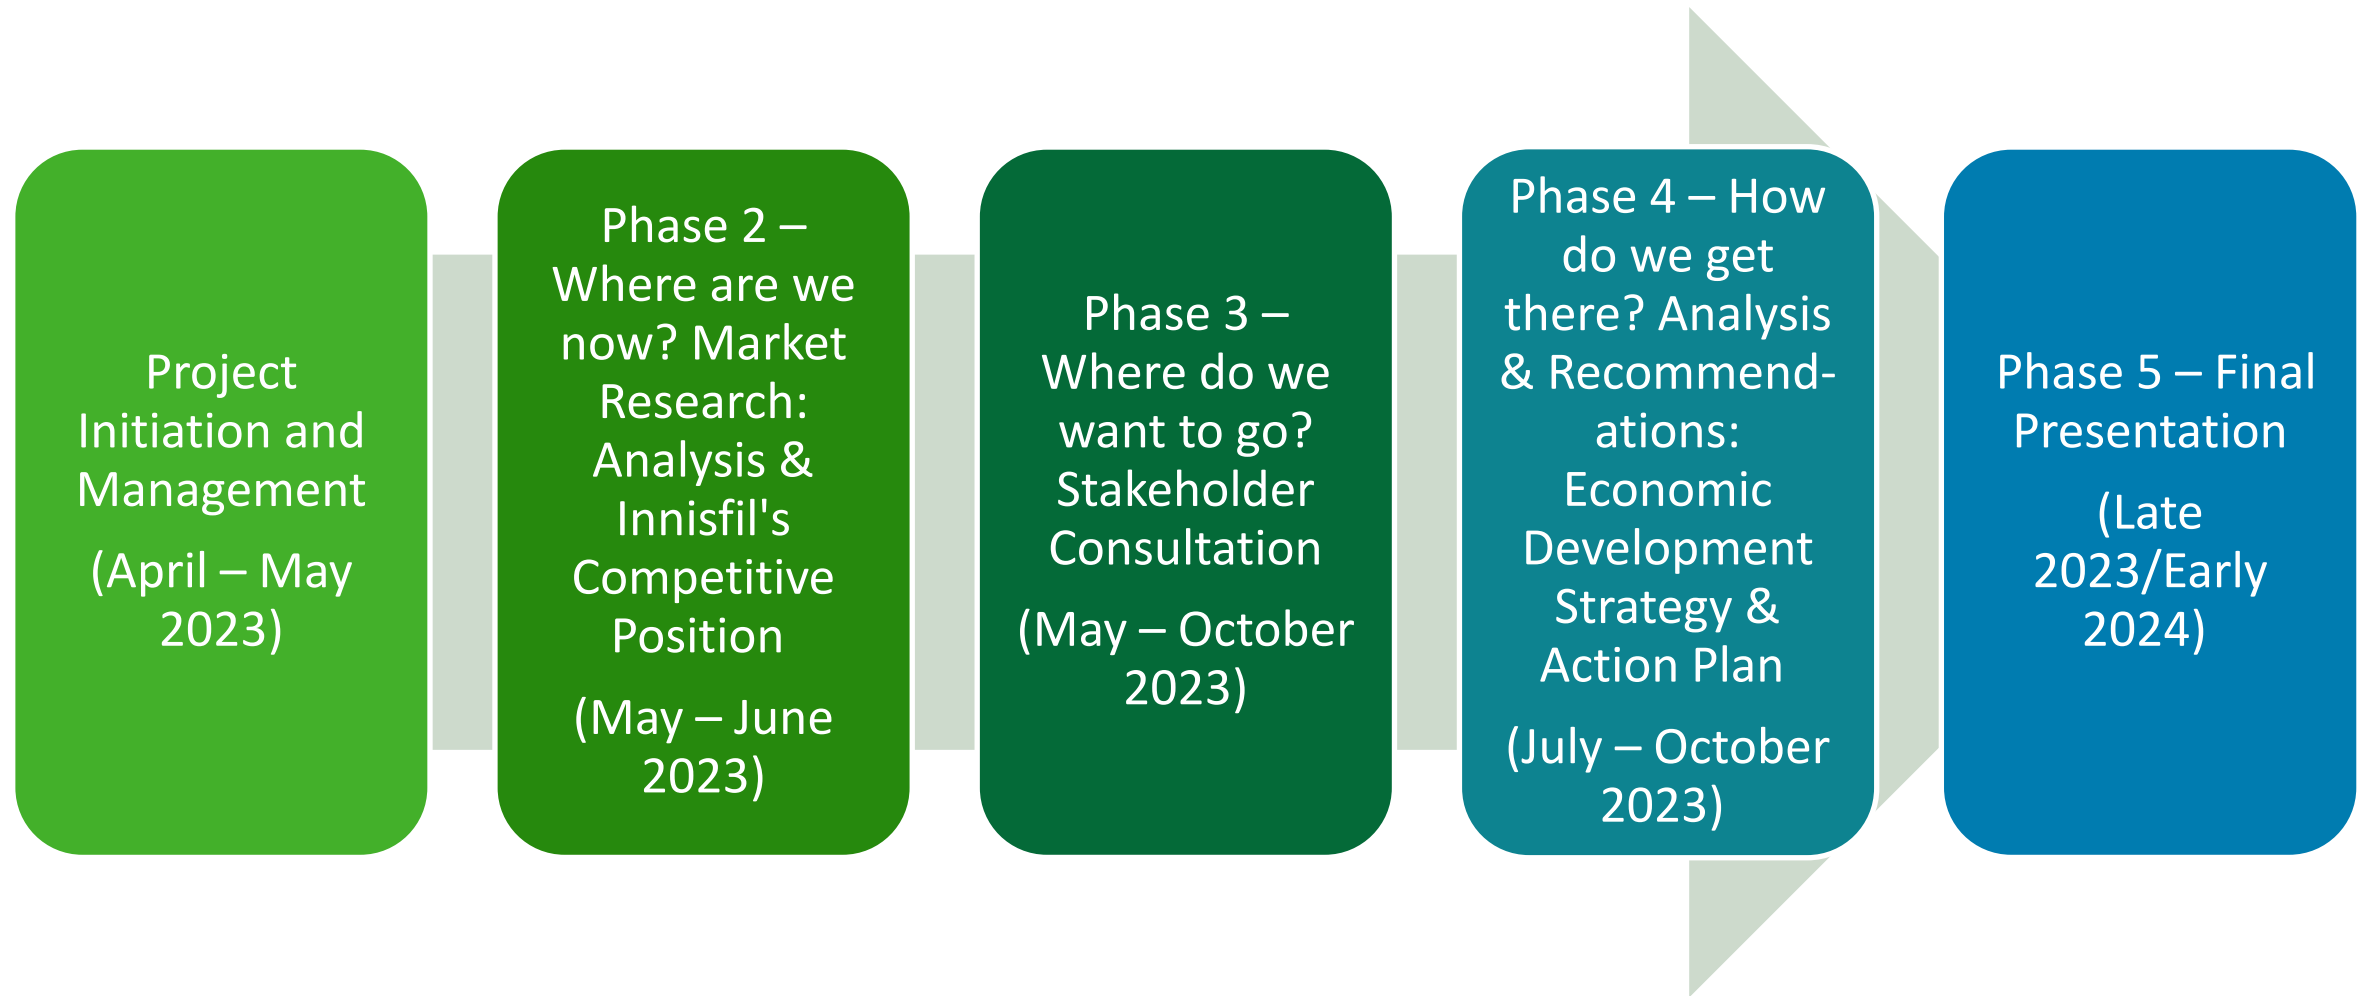 Project
Initiation and
Management
(April – May
2023)
Phase 2 –
Where are we
now? Market
Research:
Analysis &
Innisfil's
Competitive
Position
(May – June
2023)
Phase 3 –
Where do we
want to go?
Stakeholder
Consultation
(May – October
2023)
Phase 4 – How
do we get
there? Analysis
& Recommend-
ations:
Economic
Development
Strategy &
Action Plan
(July – October
2023)
Phase 5 – Final
Presentation
(Late
2023/Early
2024)